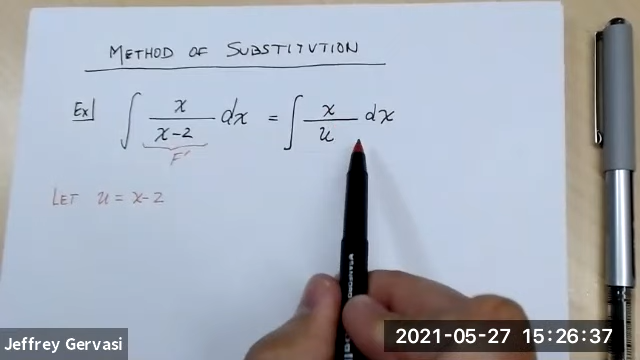 METHOD OF SUBSTITUTION
Ex| ∫ x/(x-2) dx = ∫ x/u dx
F'
LET u = x-2
Jeffrey Gervasi
2021-05-27 15:26:37